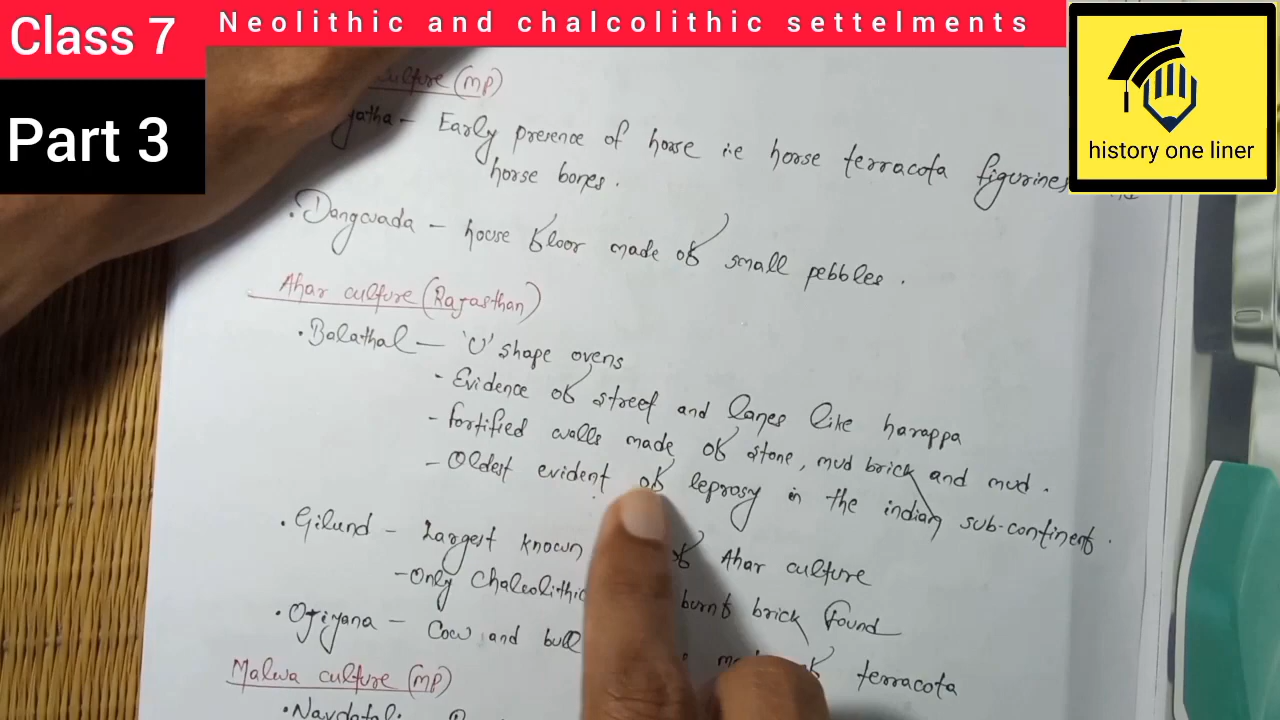 Class 7
Neolithic and chalcolithic settelments
Part 3
history one liner
culture (MP)
Early presence of horse i.e horse terracota figurines
horse bones.
• Dangwada - house floor made of small pebbles.
Ahar culture (Rajasthan)
• Balathal - 'U' shape ovens
- Evidence of street and lanes like harappa
- fortified walls made of stone, mud brick and mud.
- Oldest evident of leprosy in the indian sub-continent.
• Gilund - Largest known of Ahar culture
- Only Chalcolithic burnt brick found
• Ojiyana - Cow and bull of terracota
Malwa culture (MP)